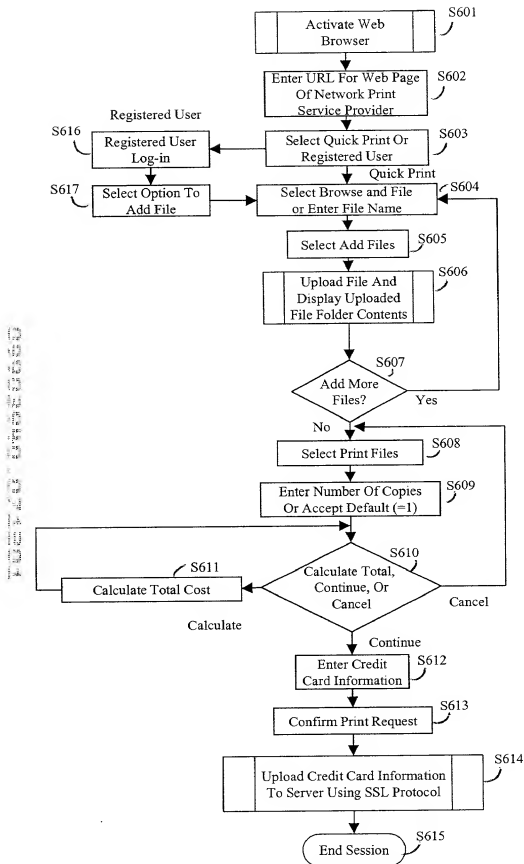 S601
Activate Web
Browser
Enter URL For Web Page
Of Network Print
Service Provider
S602
Registered User
S616
Registered User
Log-in
Select Quick Print Or
Registered User
S603
Quick Print
S617
Select Option To
Add File
Select Browse and File
or Enter File Name
S604
Select Add Files
S605
Upload File And
Display Uploaded
File Folder Contents
S606
S607
Add More
Files?
Yes
No
S608
Select Print Files
S609
Enter Number Of Copies
Or Accept Default (=1)
S610
Calculate Total,
Continue, Or
Cancel
S611
Calculate Total Cost
Cancel
Calculate
Continue
S612
Enter Credit
Card Information
S613
Confirm Print Request
S614
Upload Credit Card Information
To Server Using SSL Protocol
S615
End Session